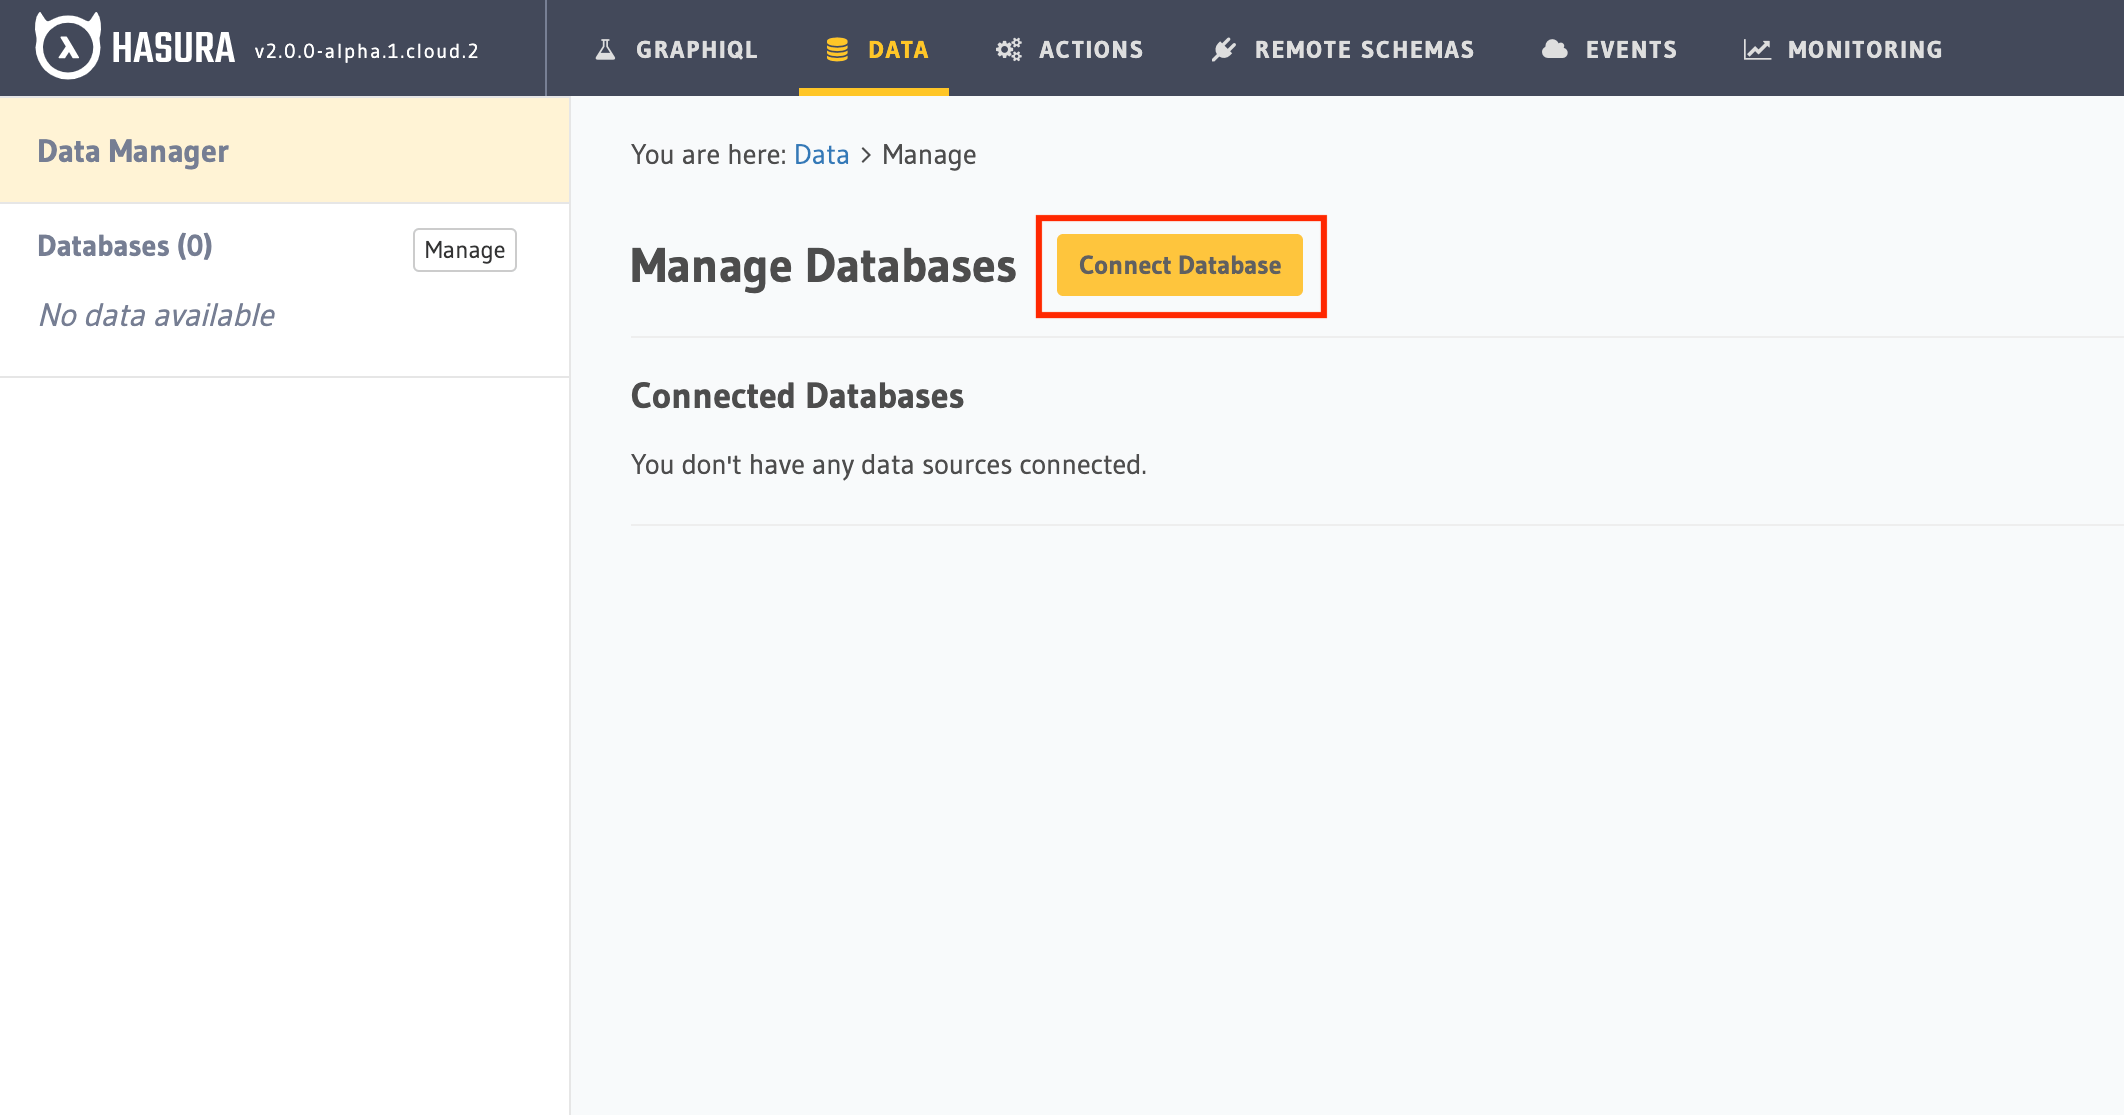 HASURA v2.0.0-alpha.1.cloud.2 GRAPHIQL DATA ACTIONS REMOTE SCHEMAS EVENTS MONITORING
Data Manager
Databases (0) Manage
No data available
You are here: Data > Manage
Manage Databases Connect Database
Connected Databases
You don't have any data sources connected.